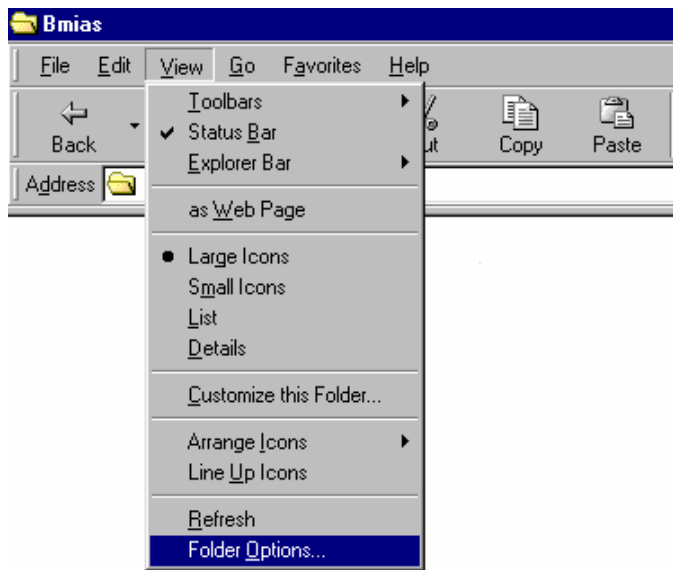 Bmias
File Edit View Go Favorites Help
Back Copy Paste
Address
Toolbars
Status Bar
Explorer Bar
as Web Page
Large Icons
Small Icons
List
Details
Customize this Folder...
Arrange Icons
Line Up Icons
Refresh
Folder Options...